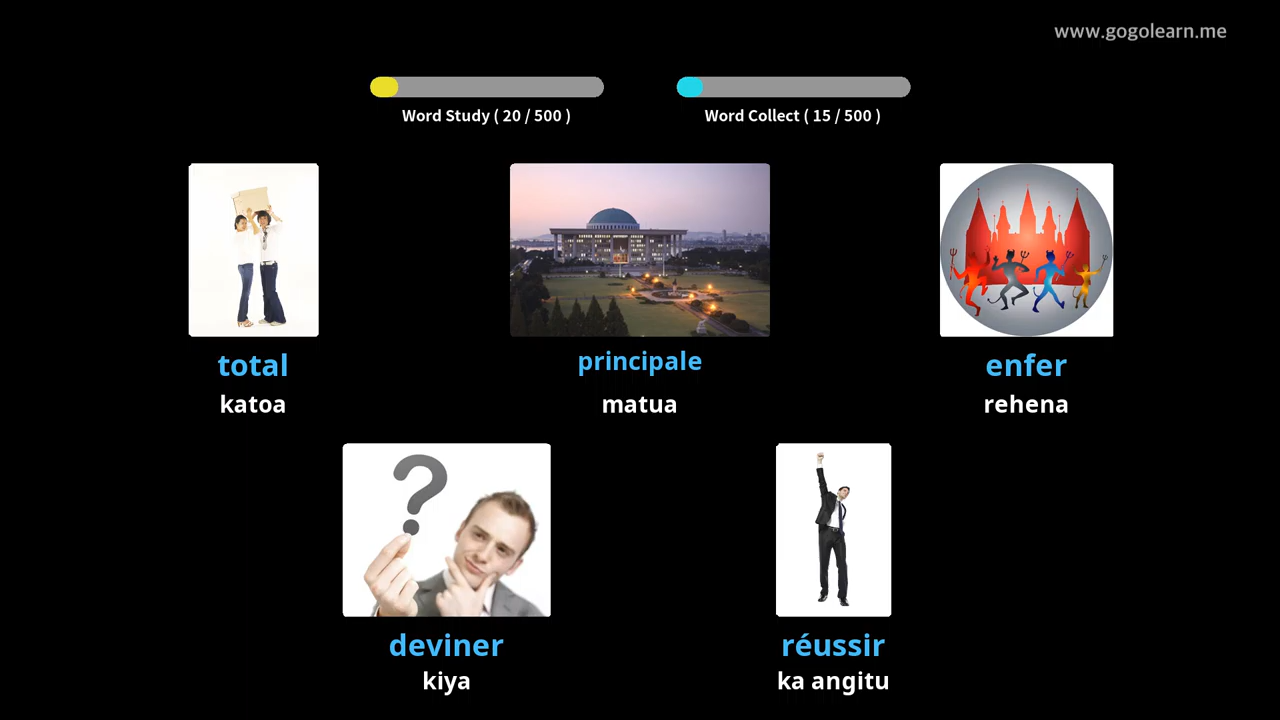 www.gogolearn.me
Word Study ( 20 / 500 )
Word Collect ( 15 / 500 )
total
principale
enfer
katoa
matua
rehena
deviner
réussir
kiya
ka angitu